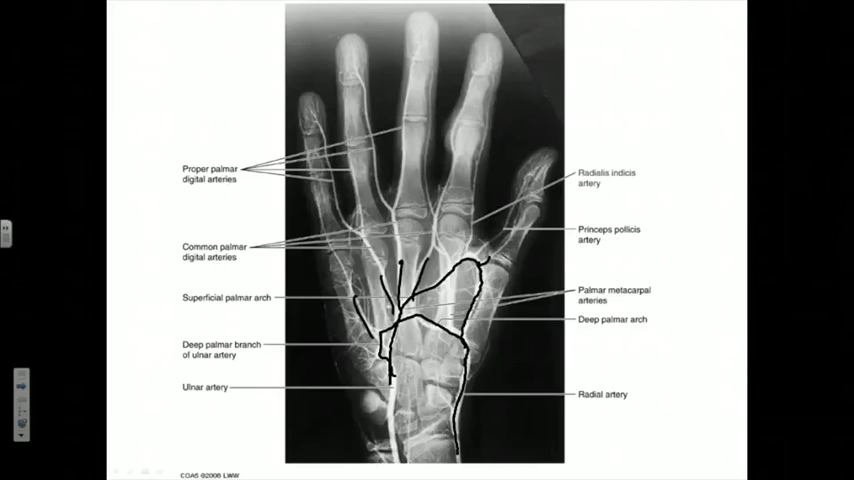 Proper palmar
digital arteries
Common palmar
digital arteries
Superficial palmar arch
Deep palmar branch
of ulnar artery
Ulnar artery
Radialis indicis
artery
Princeps pollicis
artery
Palmar metacarpal
arteries
Deep palmar arch
Radial artery
COA5 @2006 LWW